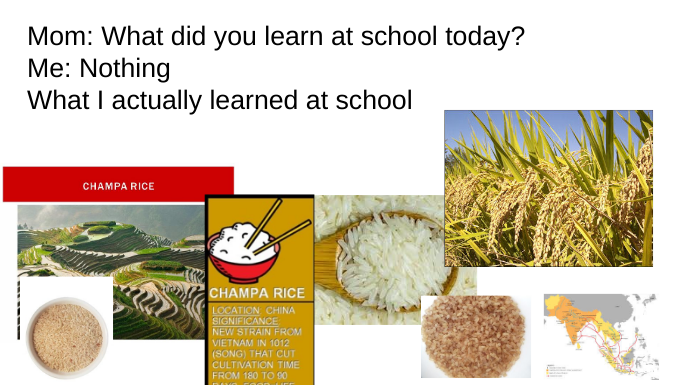 Mom: What did you learn at school today?
Me: Nothing
What I actually learned at school
CHAMPA RICE
CHAMPA RICE
LOCATION: CHINA
SIGNIFICANCE:
NEW STRAIN FROM
VIETNAM IN 1012
(SONG) THAT CUT
CULTIVATION TIME
FROM 180 TO 90